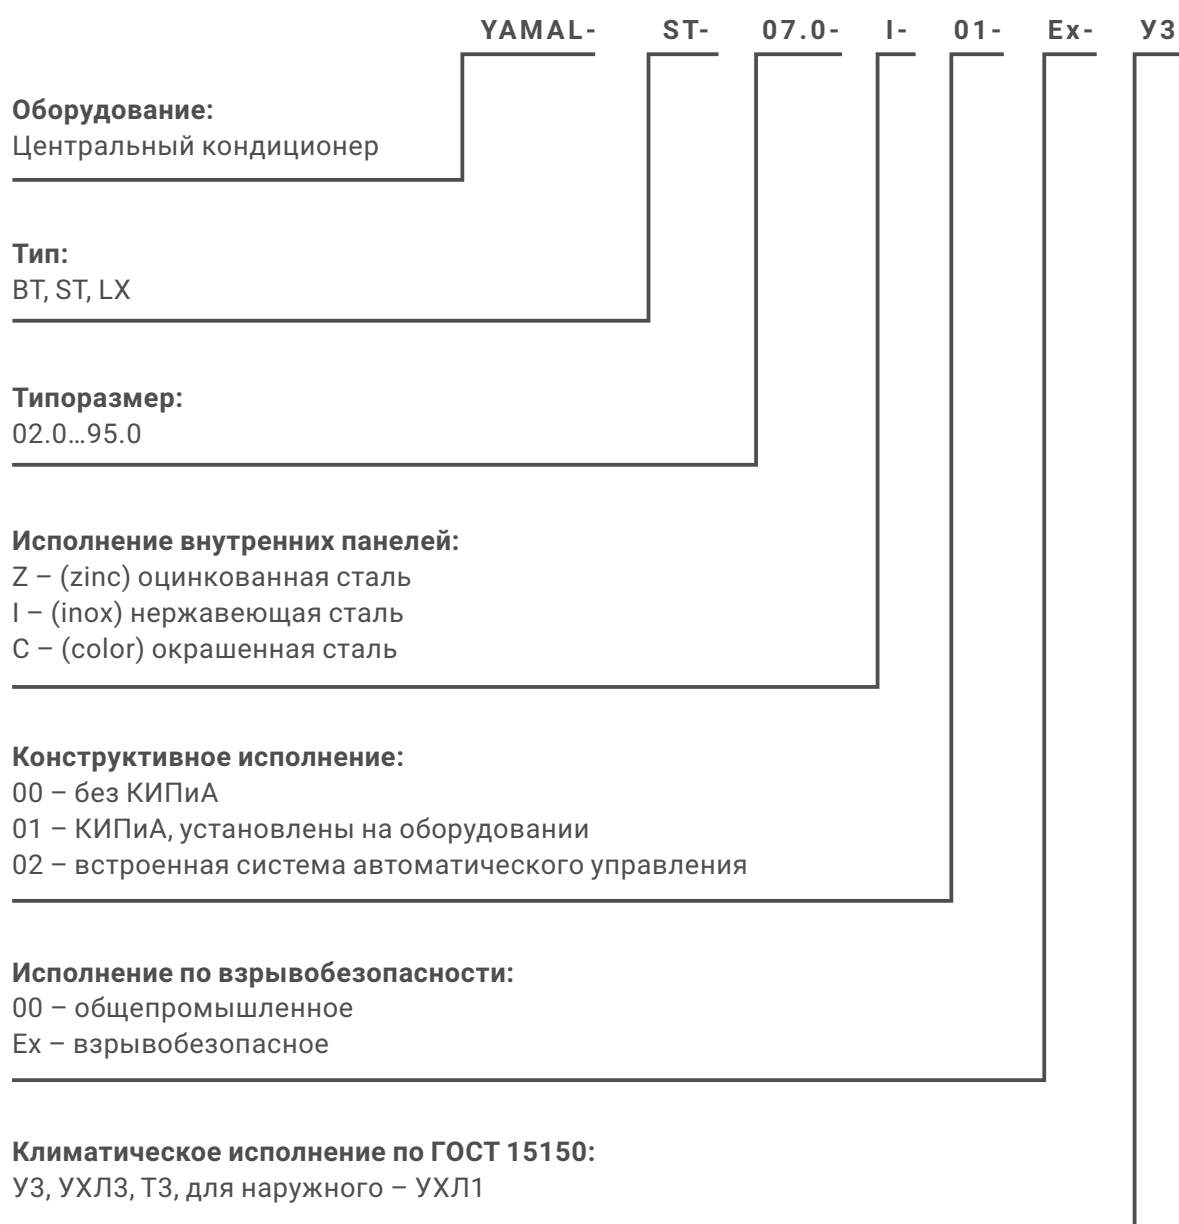 YAMAL- ST- 07.0- I- 01- Ex- У3
Оборудование:
Центральный кондиционер
Тип:
BT, ST, LX
Типоразмер:
02.0…95.0
Исполнение внутренних панелей:
Z – (zinc) оцинкованная сталь
I – (inox) нержавеющая сталь
C – (color) окрашенная сталь
Конструктивное исполнение:
00 – без КИПиА
01 – КИПиА, установлены на оборудовании
02 – встроенная система автоматического управления
Исполнение по взрывобезопасности:
00 – общепромышленное
Ex – взрывобезопасное
Климатическое исполнение по ГОСТ 15150:
У3, УХЛ3, Т3, для наружного – УХЛ1